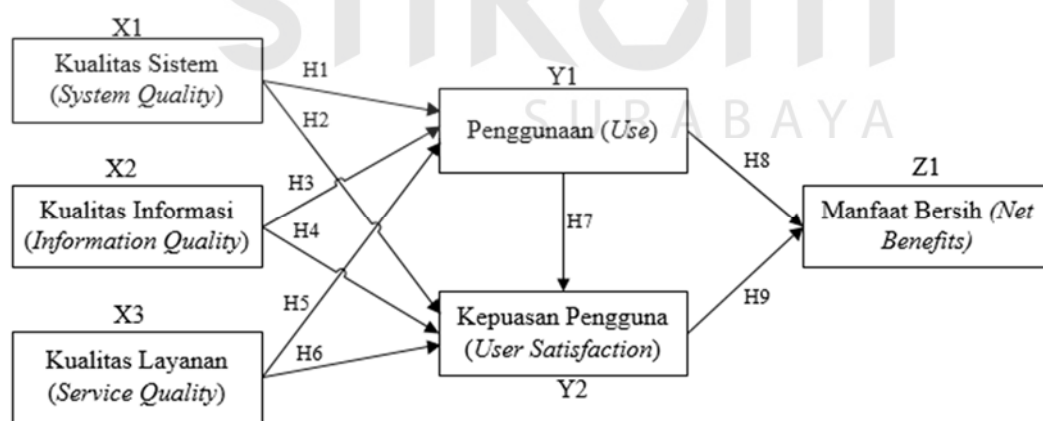 X1
Kualitas Sistem
(System Quality)
X2
Kualitas Informasi
(Information Quality)
X3
Kualitas Layanan
(Service Quality)
H1
H2
H3
H4
H5
H6
Y1
Penggunaan (Use)
H7
Kepuasan Pengguna
(User Satisfaction)
Y2
H8
H9
Z1
Manfaat Bersih (Net
Benefits)
SURABAYA